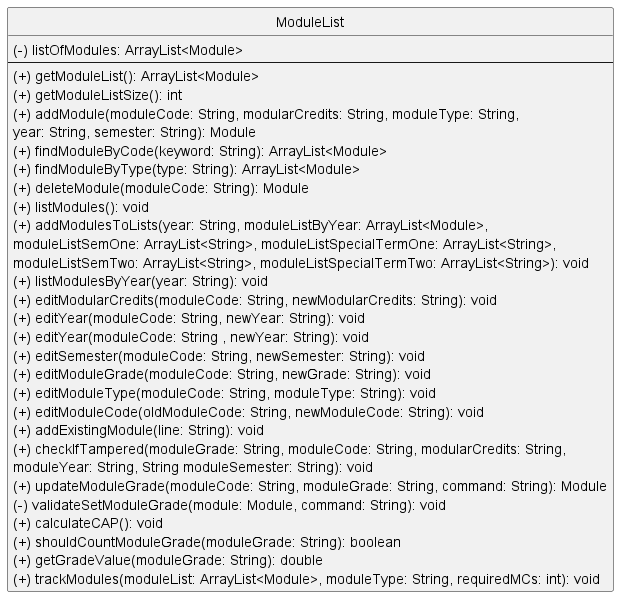 ModuleList
(-) listOfModules: ArrayList<Module>
(+) getModuleList(): ArrayList<Module>
(+) getModuleListSize(): int
(+) addModule(moduleCode: String, modularCredits: String, moduleType: String,
year: String, semester: String): Module
(+) findModuleByCode(keyword: String): ArrayList<Module>
(+) findModuleByType(type: String): ArrayList<Module>
(+) deleteModule(moduleCode: String): Module
(+) listModules(): void
(+) addModulesToLists(year: String, moduleListByYear: ArrayList<Module>,
moduleListSemOne: ArrayList<String>, moduleListSpecialTermOne: ArrayList<String>,
moduleListSemTwo: ArrayList<String>, moduleListSpecialTermTwo: ArrayList<String>): void
(+) listModulesByYear(year: String): void
(+) editModularCredits(moduleCode: String, newModularCredits: String): void
(+) editYear(moduleCode: String, newYear: String): void
(+) editYear(moduleCode: String , newYear: String): void
(+) editSemester(moduleCode: String, newSemester: String): void
(+) editModuleGrade(moduleCode: String, newGrade: String): void
(+) editModuleType(moduleCode: String, moduleType: String): void
(+) editModuleCode(oldModuleCode: String, newModuleCode: String): void
(+) addExistingModule(line: String): void
(+) checkIfTampered(moduleGrade: String, moduleCode: String, modularCredits: String,
moduleYear: String, String moduleSemester: String): void
(+) updateModuleGrade(moduleCode: String, moduleGrade: String, command: String): Module
(-) validateSetModuleGrade(module: Module, command: String): void
(+) calculateCAP(): void
(+) shouldCountModuleGrade(moduleGrade: String): boolean
(+) getGradeValue(moduleGrade: String): double
(+) trackModules(moduleList: ArrayList<Module>, moduleType: String, requiredMCs: int): void